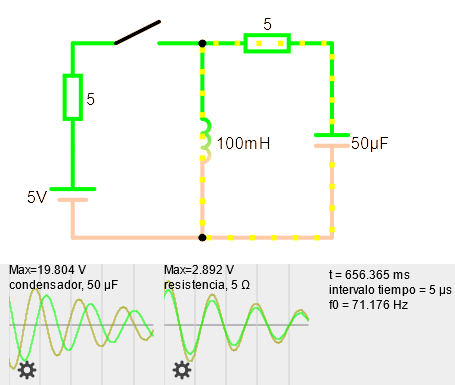 5
5
100mH
50µF
5V
Max=19.804 V
condensador, 50 µF
Max=2.892 V
resistencia, 5 Ω
t = 656.365 ms
intervalo tiempo = 5 µs
f0 = 71.176 Hz